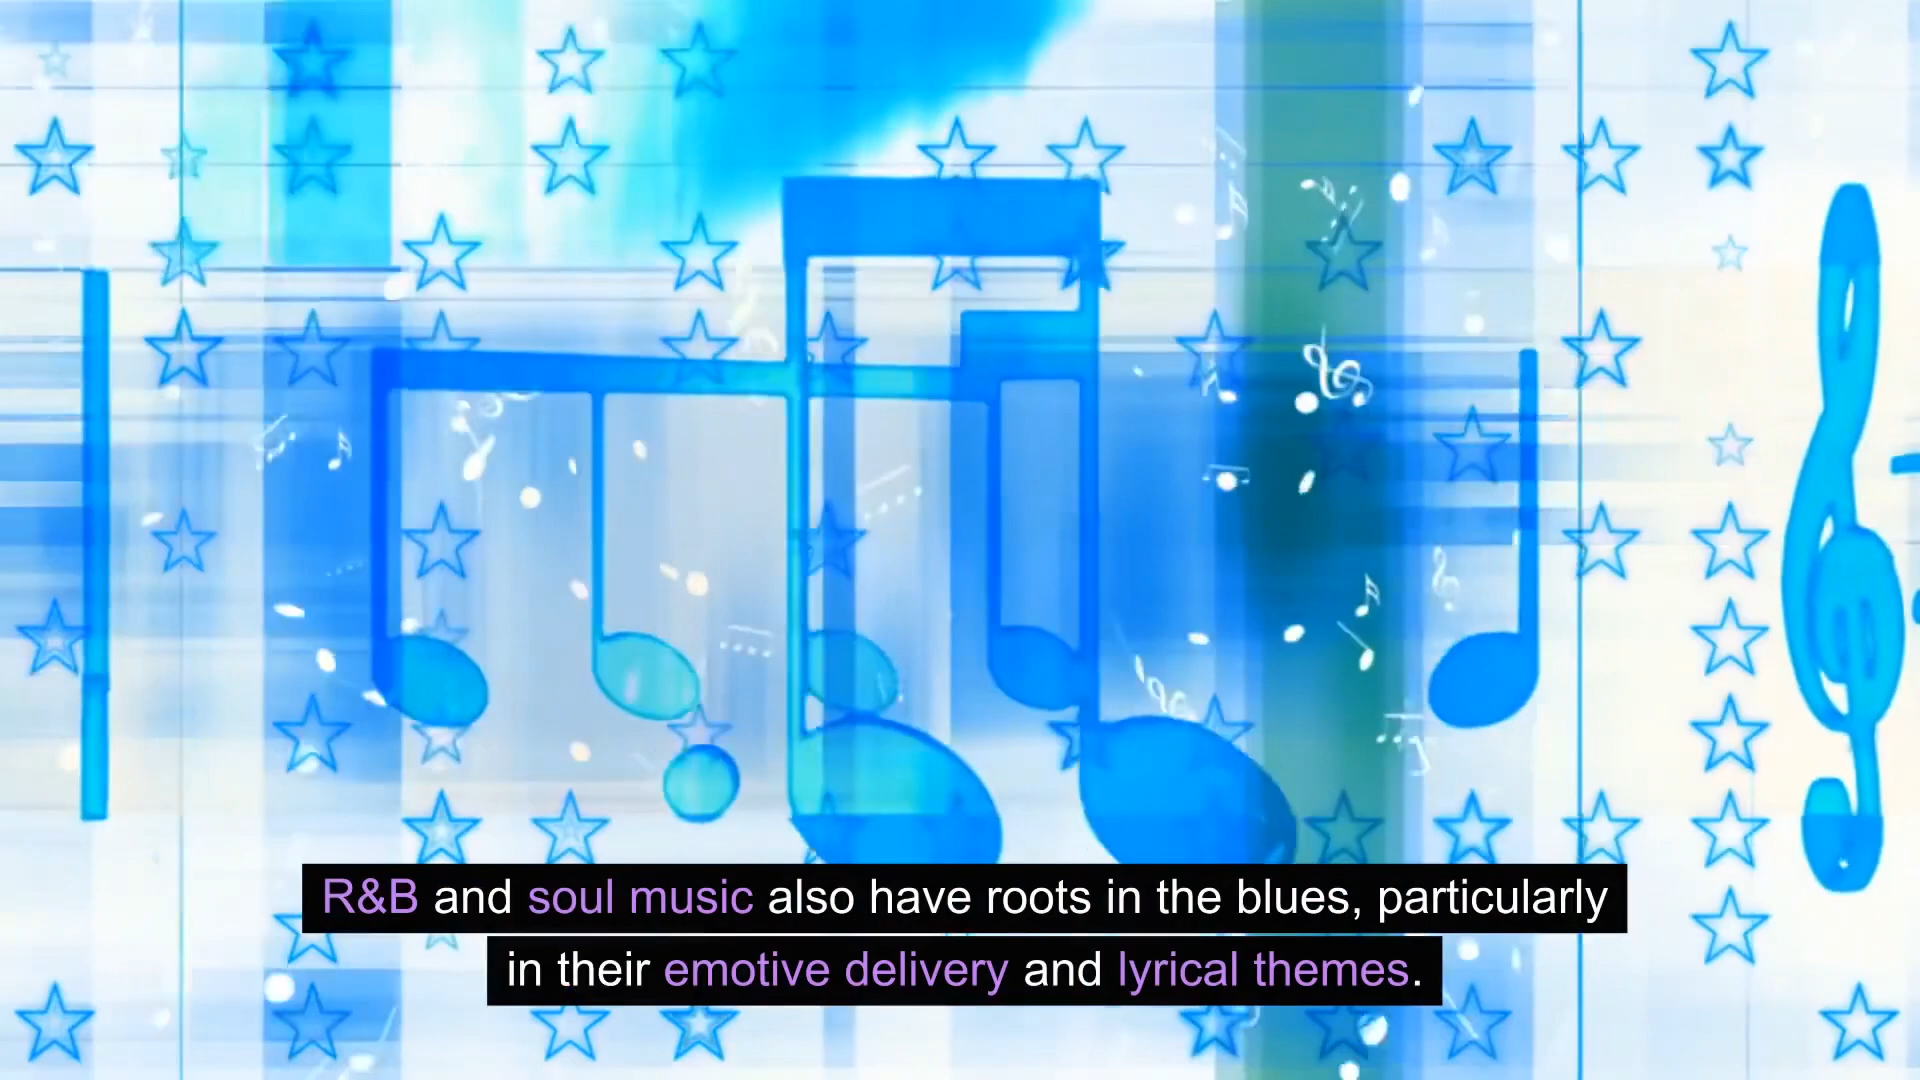 R&B and soul music also have roots in the blues, particularly
in their emotive delivery and lyrical themes.